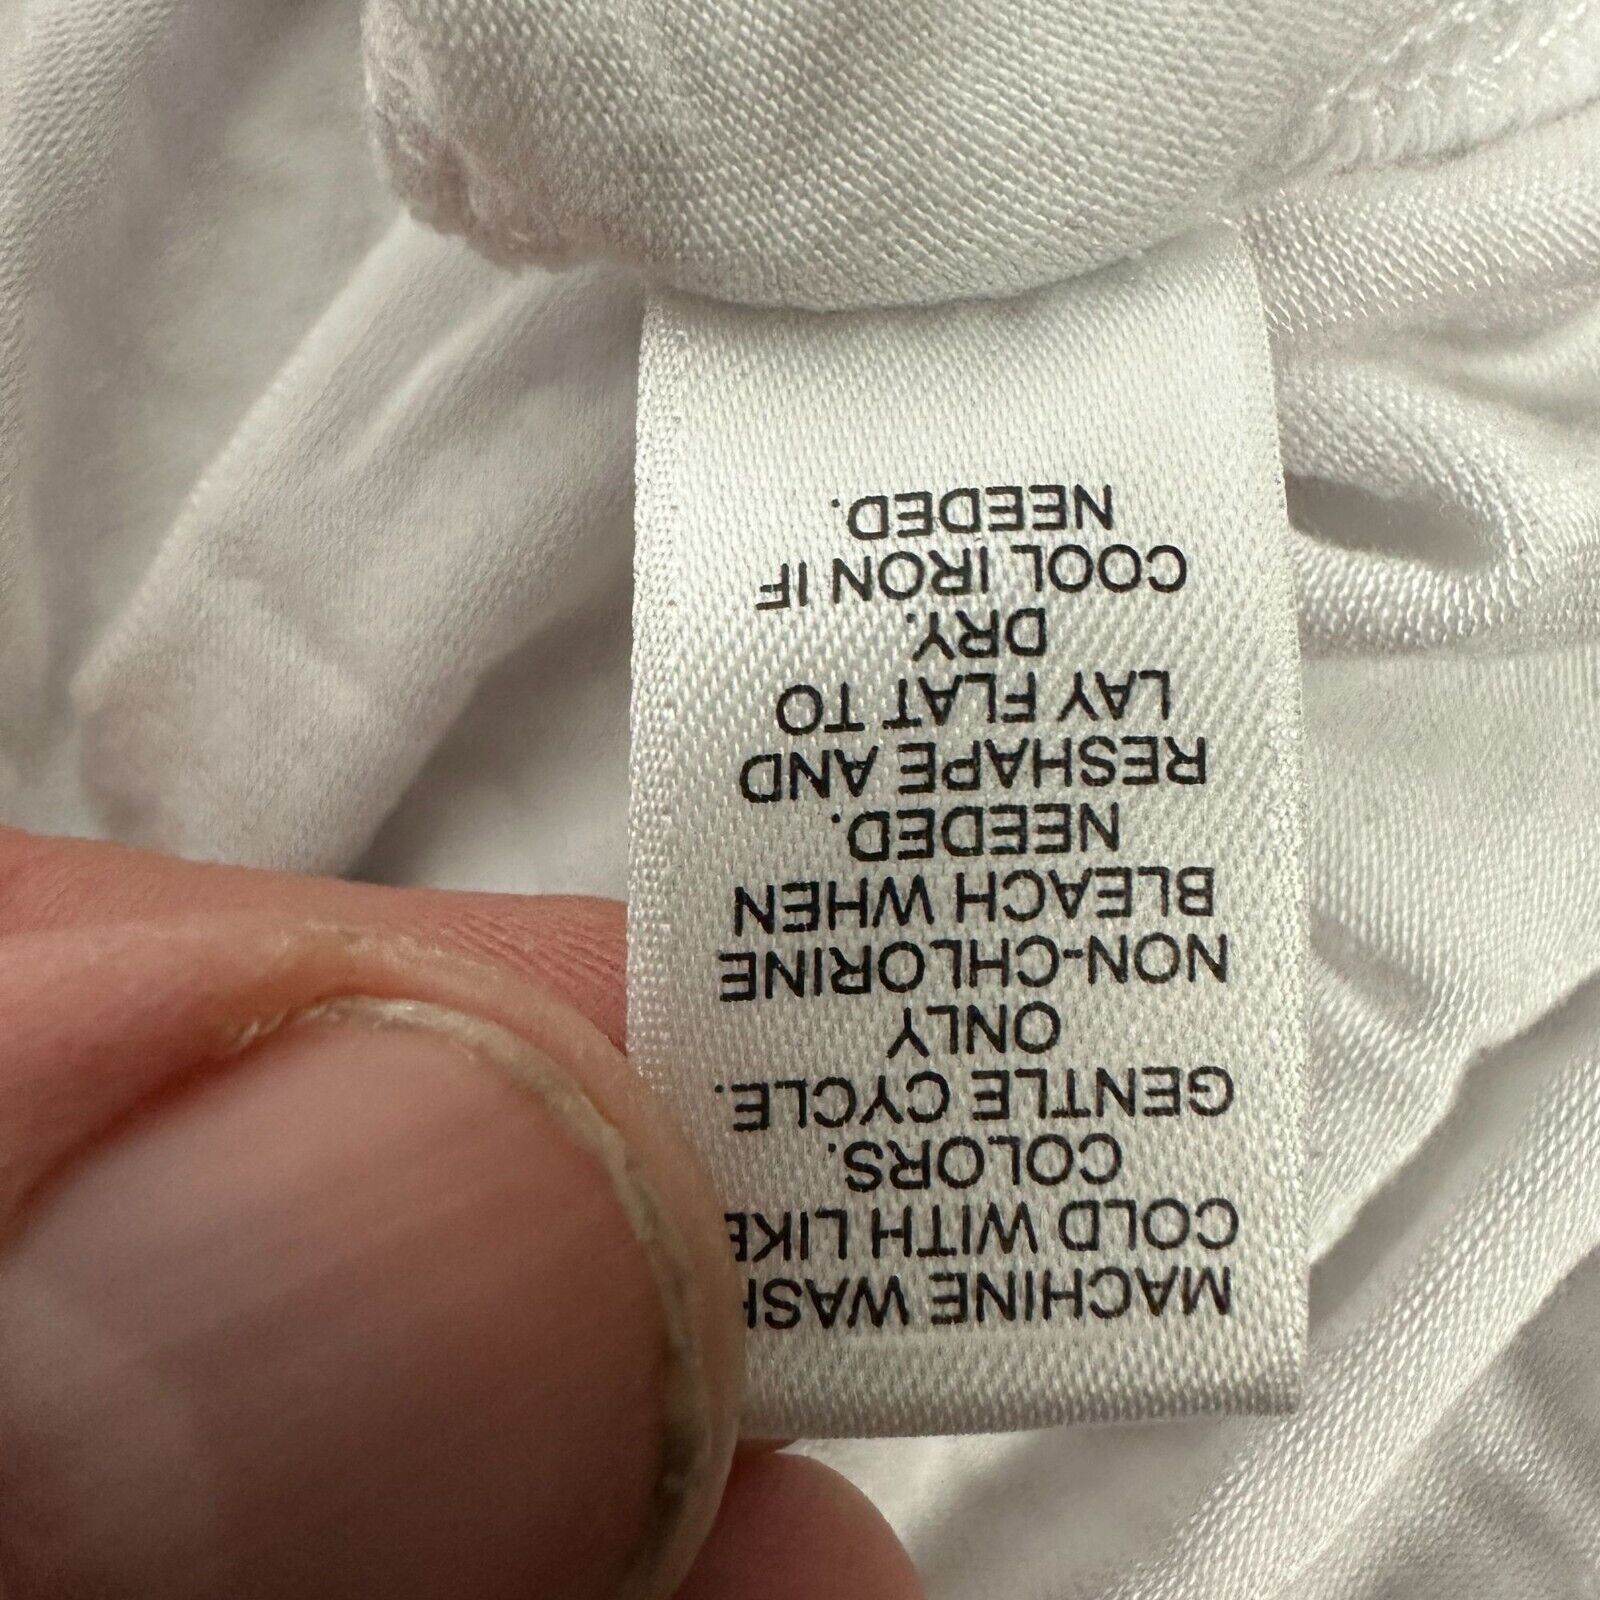 MACHINE WASH
COLD WITH LIKE
COLORS.
GENTLE CYCLE.
ONLY
NON-CHLORINE
BLEACH WHEN
NEEDED.
RESHAPE AND
LAY FLAT TO
DRY.
COOL IRON IF
NEEDED.